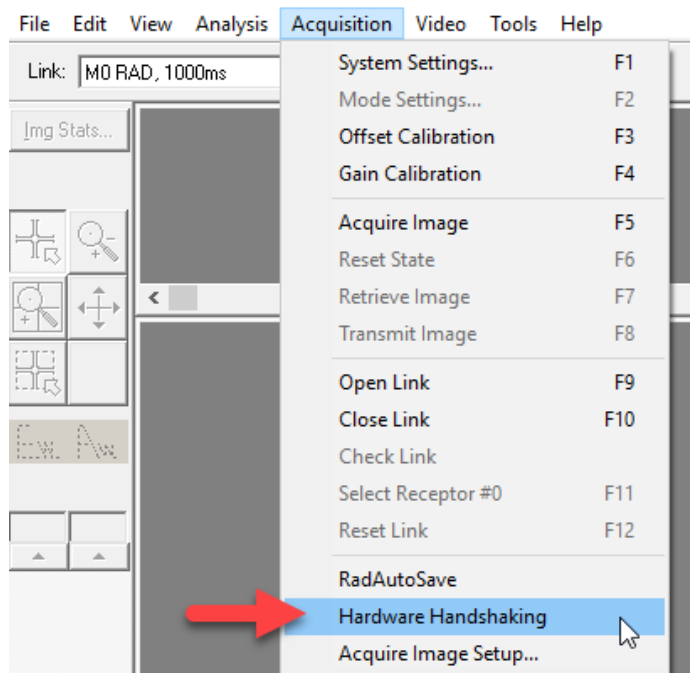 File Edit View Analysis Acquisition Video Tools Help
Link: M0 RAD, 1000ms
Img Stats...
System Settings... F1
Mode Settings... F2
Offset Calibration F3
Gain Calibration F4
Acquire Image F5
Reset State F6
Retrieve Image F7
Transmit Image F8
Open Link F9
Close Link F10
Check Link
Select Receptor #0 F11
Reset Link F12
RadAutoSave
Hardware Handshaking
Acquire Image Setup...